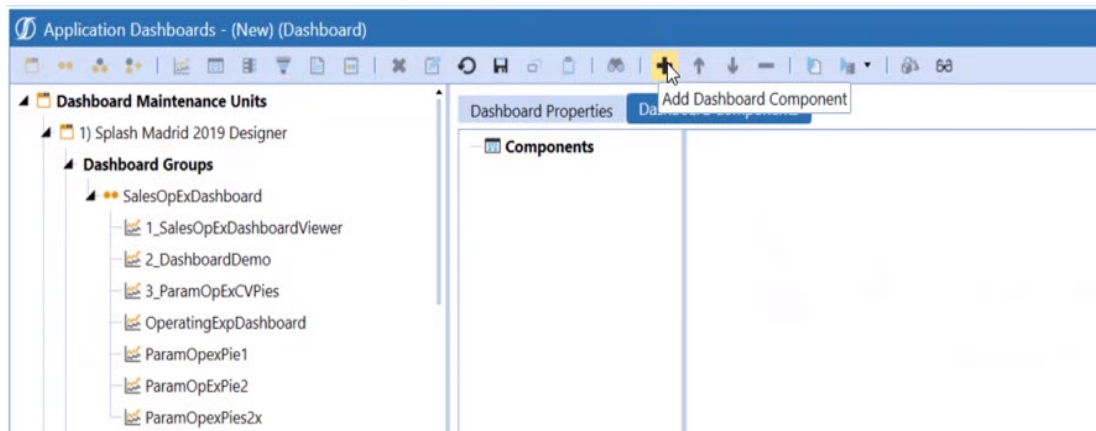 Application Dashboards - (New) (Dashboard)
Add Dashboard Component
Dashboard Maintenance Units
1) Splash Madrid 2019 Designer
Dashboard Groups
SalesOpExDashboard
1_SalesOpExDashboardViewer
2_DashboardDemo
3_ParamOpExCVPies
OperatingExpDashboard
ParamOpexPie1
ParamOpExPie2
ParamOpexPies2x
Dashboard Properties
Components